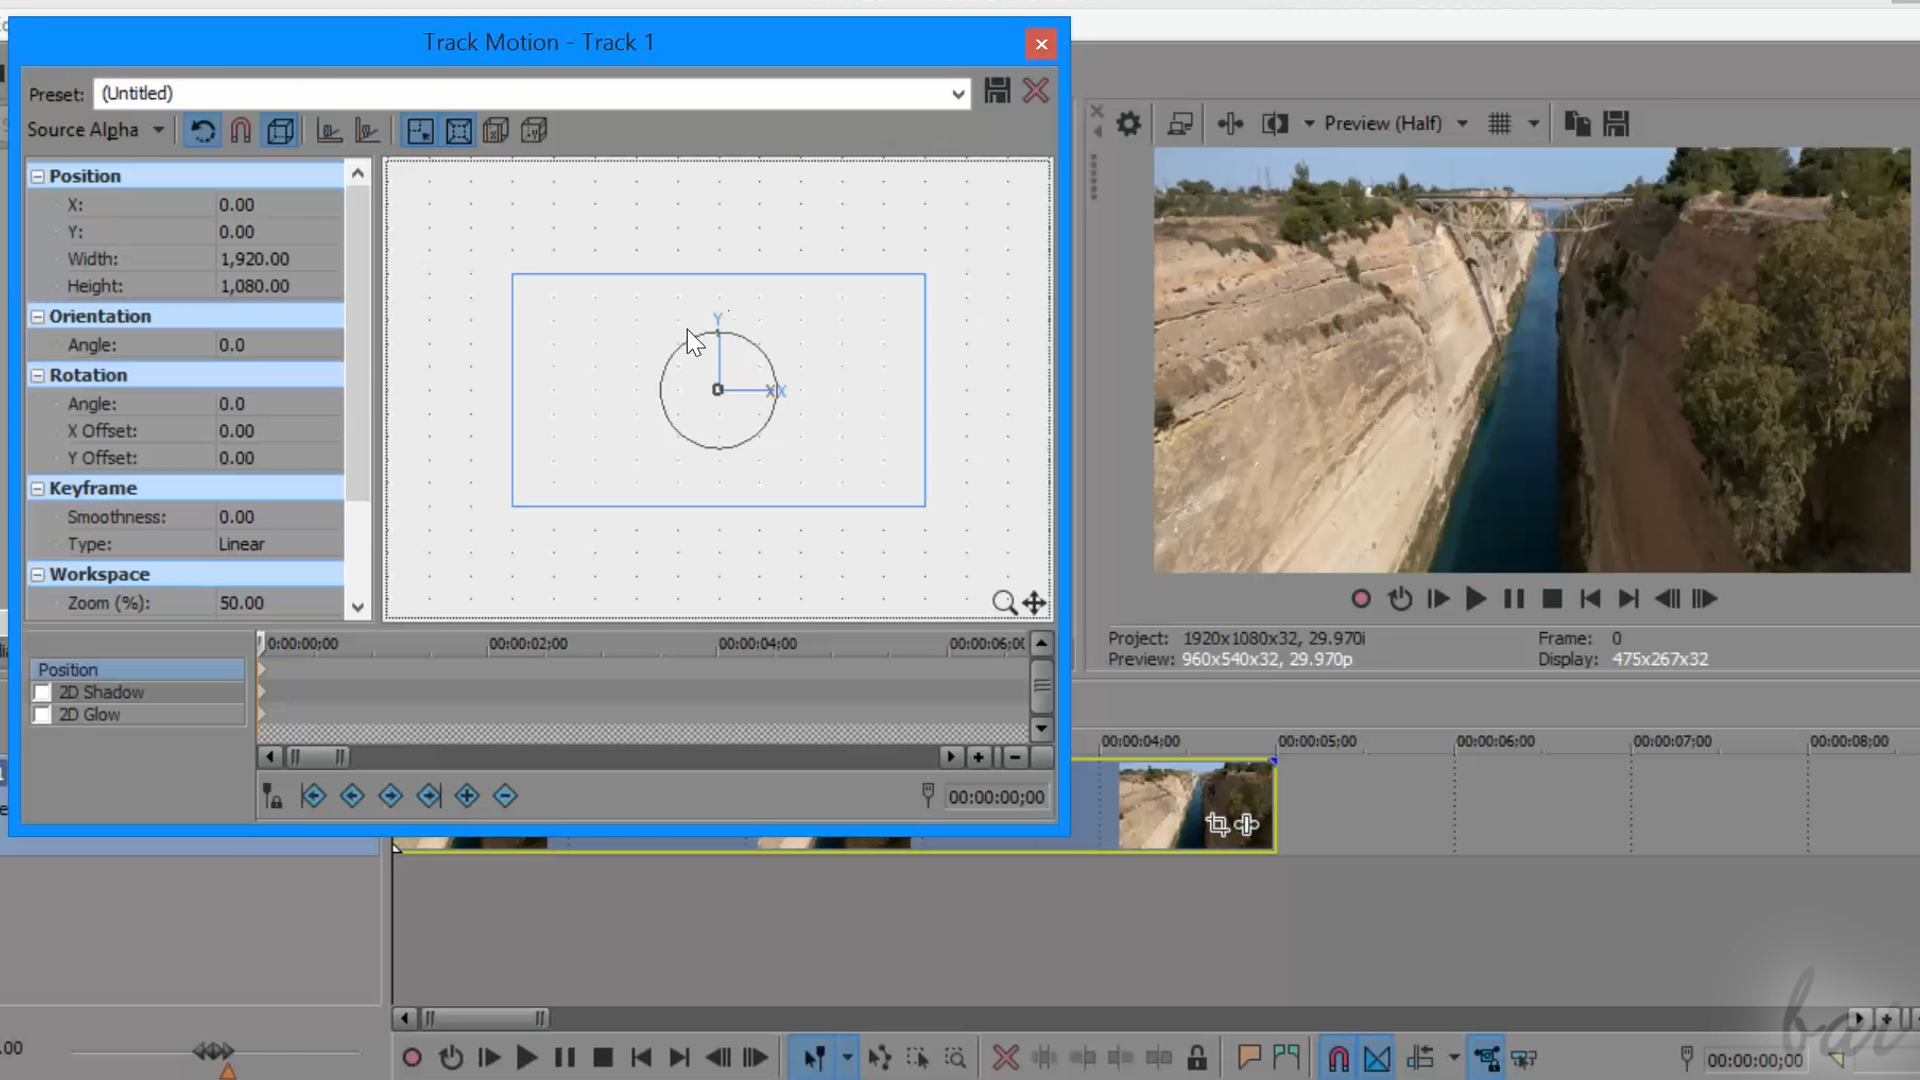 Track Motion - Track 1
Preset: (Untitled)
Source Alpha
Position
X: 0.00
Y: 0.00
Width: 1,920.00
Height: 1,080.00
Orientation
Angle: 0.0
Rotation
Angle: 0.0
X Offset: 0.00
Y Offset: 0.00
Keyframe
Smoothness: 0.00
Type: Linear
Workspace
Zoom (%): 50.00
Y
X X
Preview (Half)
Project: 1920x1080x32, 29.970i
Preview: 960x540x32, 29.970p
Frame: 0
Display: 475x267x32
0:00:00;00 00:00:02;00 00:00:04;00 00:00:06;00
Position
2D Shadow
2D Glow
00:00:00;00
00:00:04;00 00:00:05;00 00:00:06;00 00:00:07;00 00:00:08;00
.00
00:00:00;00